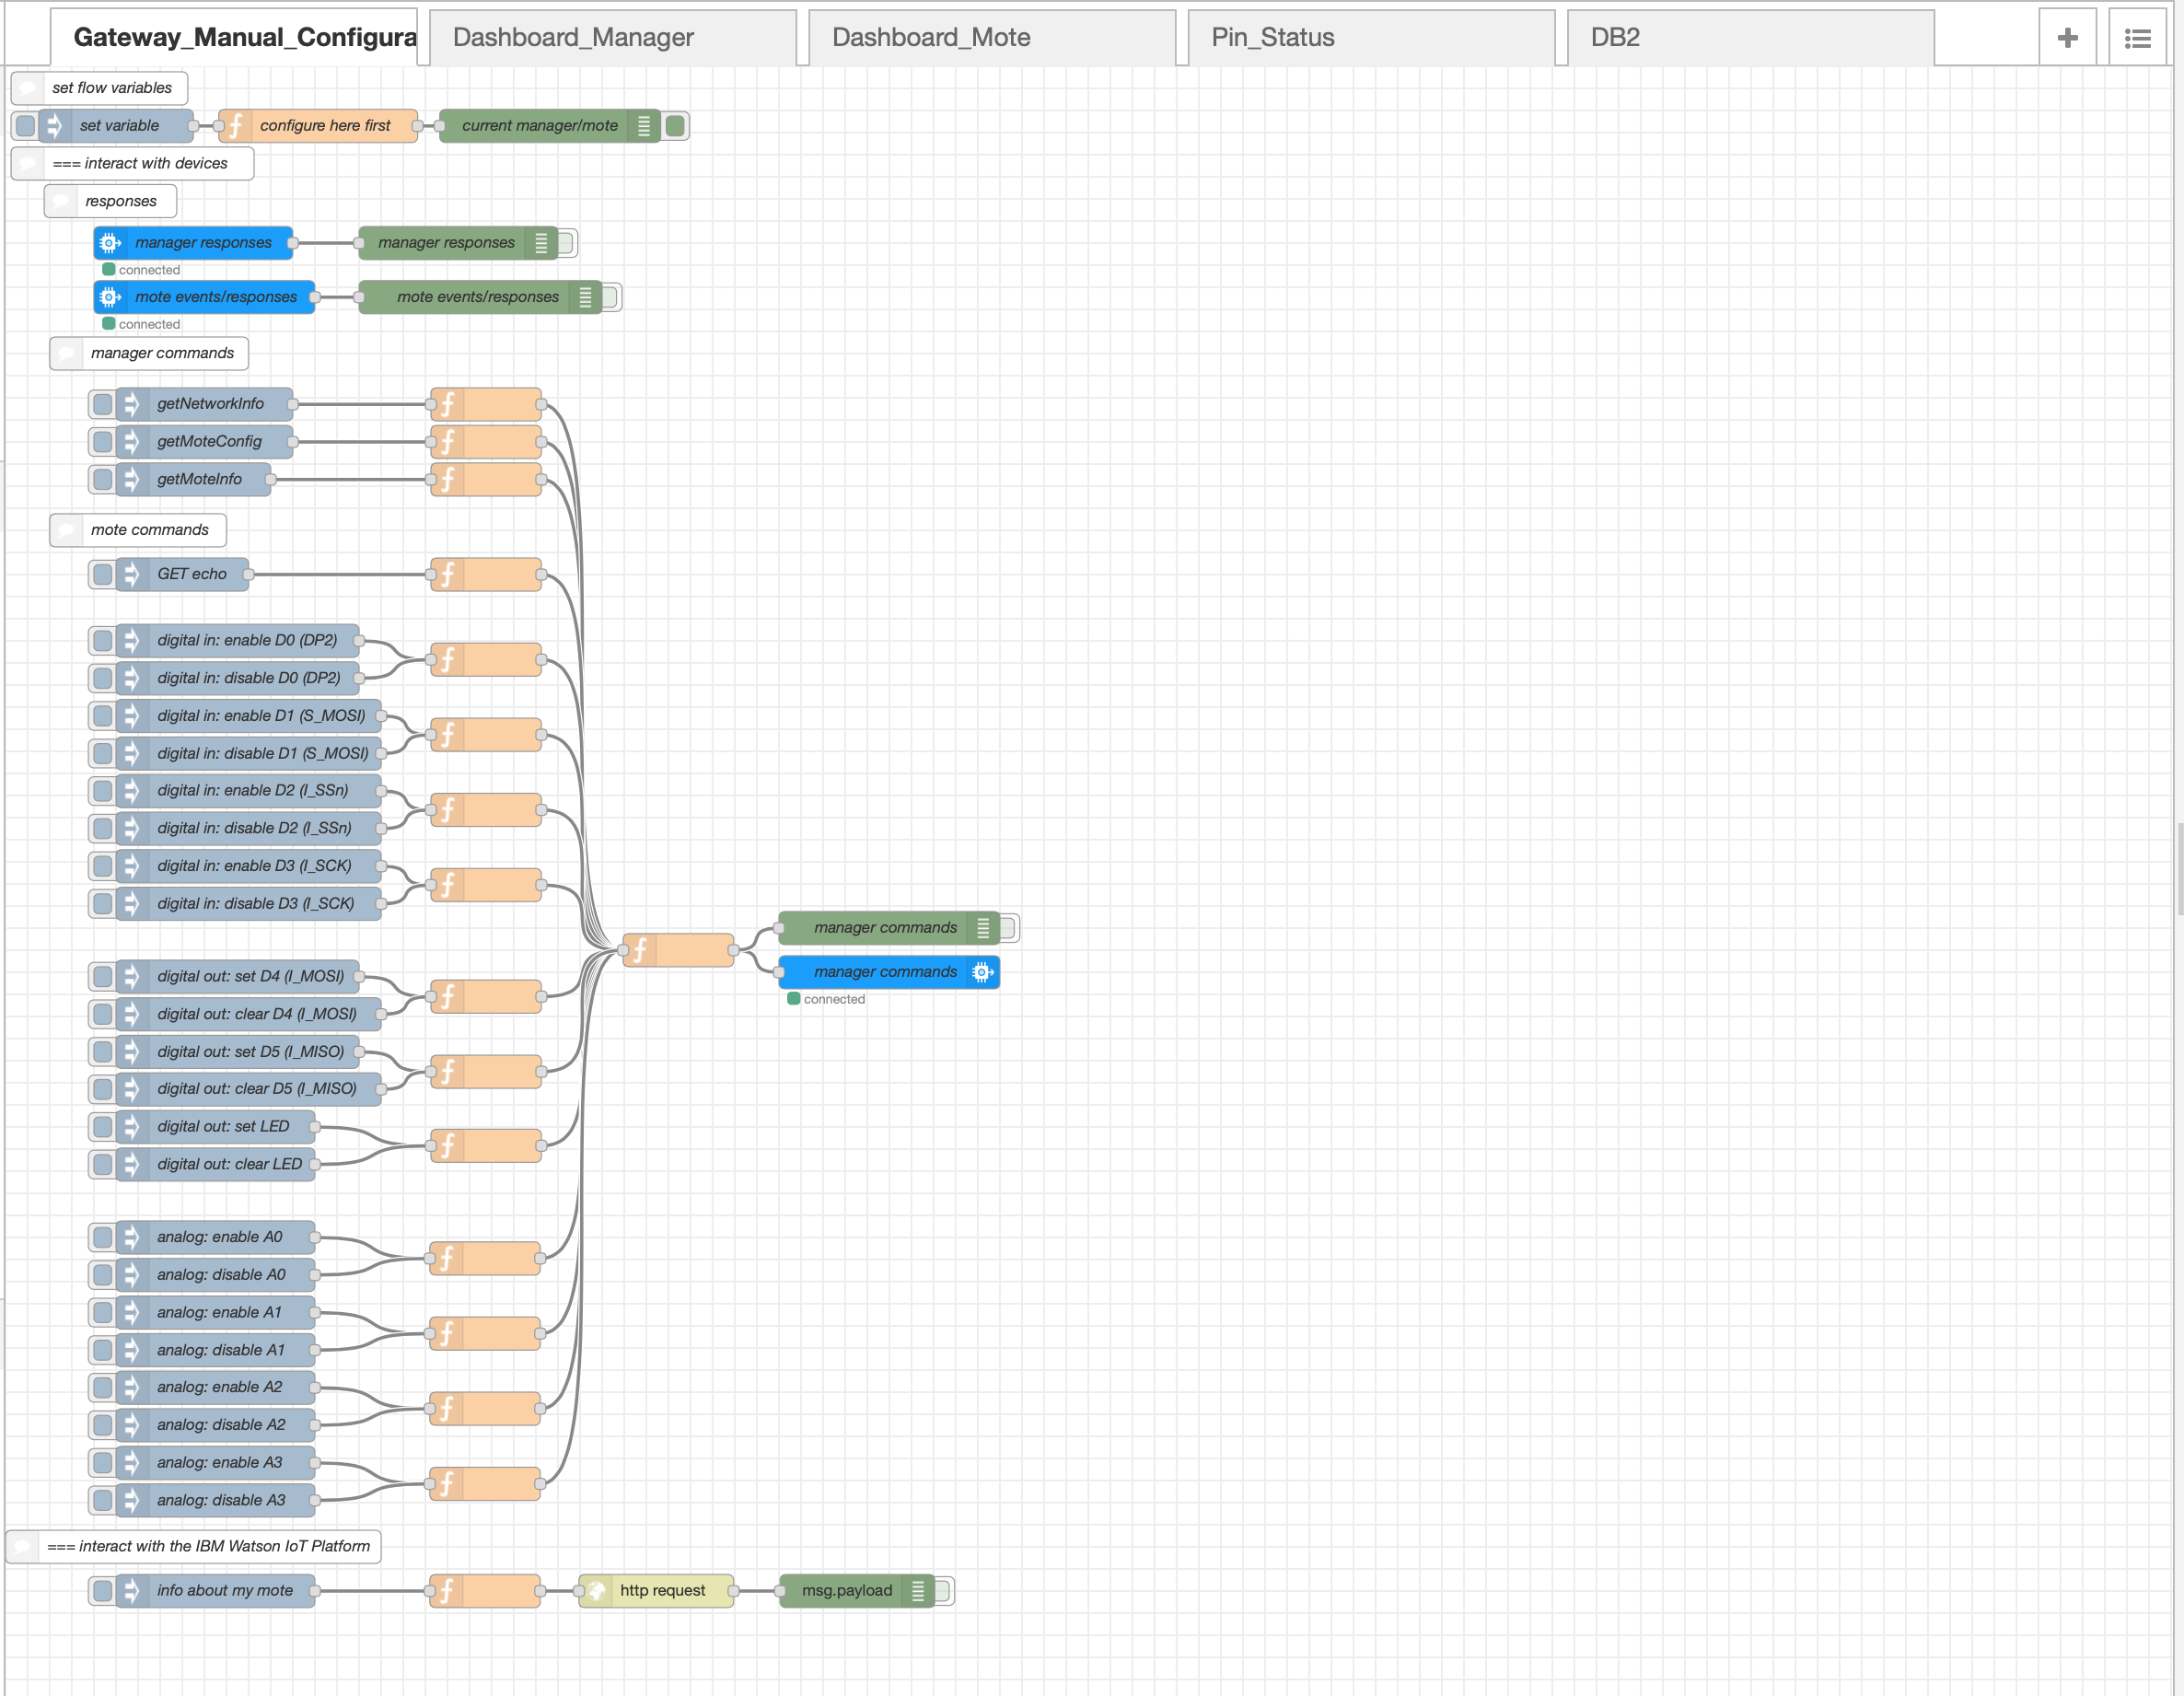 Gateway_Manual_Configura
Dashboard_Manager
Dashboard_Mote
Pin_Status
DB2
set flow variables
set variable
configure here first
current manager/mote
=== interact with devices
responses
manager responses
manager responses
connected
mote events/responses
mote events/responses
connected
manager commands
getNetworkInfo
getMoteConfig
getMoteInfo
mote commands
GET echo
digital in: enable D0 (DP2)
digital in: disable D0 (DP2)
digital in: enable D1 (S_MOSI)
digital in: disable D1 (S_MOSI)
digital in: enable D2 (I_SSn)
digital in: disable D2 (I_SSn)
digital in: enable D3 (I_SCK)
digital in: disable D3 (I_SCK)
manager commands
manager commands
connected
digital out: set D4 (I_MOSI)
digital out: clear D4 (I_MOSI)
digital out: set D5 (I_MISO)
digital out: clear D5 (I_MISO)
digital out: set LED
digital out: clear LED
analog: enable A0
analog: disable A0
analog: enable A1
analog: disable A1
analog: enable A2
analog: disable A2
analog: enable A3
analog: disable A3
=== interact with the IBM Watson IoT Platform
info about my mote
http request
msg.payload